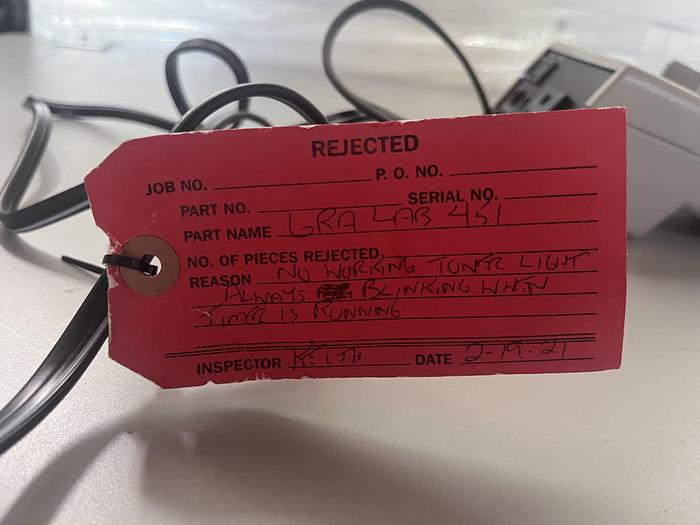 REJECTED
JOB NO. P. O. NO.
PART NO. SERIAL NO.
PART NAME GRA LAB 451
NO. OF PIECES REJECTED
REASON NO WORKING TONER LIGHT
ALWAYS BLINKING WHEN
TIMER IS RUNNING
INSPECTOR KEITH DATE 2-19-21